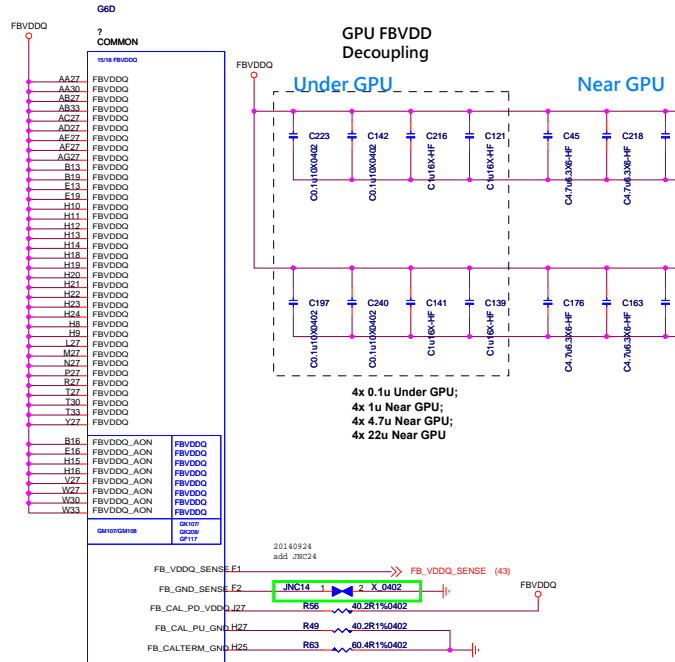 G6D
?
COMMON
FBVDDQ
15/18 FBVDDQ
AA27 FBVDDQ
AA30 FBVDDQ
AB27 FBVDDQ
AB33 FBVDDQ
AC27 FBVDDQ
AD27 FBVDDQ
AE27 FBVDDQ
AF27 FBVDDQ
AG27 FBVDDQ
B13 FBVDDQ
B19 FBVDDQ
E13 FBVDDQ
E19 FBVDDQ
H10 FBVDDQ
H11 FBVDDQ
H12 FBVDDQ
H13 FBVDDQ
H14 FBVDDQ
H18 FBVDDQ
H19 FBVDDQ
H20 FBVDDQ
H21 FBVDDQ
H22 FBVDDQ
H23 FBVDDQ
H24 FBVDDQ
H8 FBVDDQ
H9 FBVDDQ
L27 FBVDDQ
M27 FBVDDQ
N27 FBVDDQ
P27 FBVDDQ
R27 FBVDDQ
T27 FBVDDQ
T30 FBVDDQ
T33 FBVDDQ
Y27 FBVDDQ
B16 FBVDDQ_AON FBVDDQ
E16 FBVDDQ_AON FBVDDQ
H15 FBVDDQ_AON FBVDDQ
H16 FBVDDQ_AON FBVDDQ
V27 FBVDDQ_AON FBVDDQ
W27 FBVDDQ_AON FBVDDQ
W30 FBVDDQ_AON FBVDDQ
W33 FBVDDQ_AON FBVDDQ
GM107/GM108
GK107/
GK208/
GF117
GPU FBVDD
Decoupling
FBVDDQ
Under GPU
Near GPU
C223 C142 C216 C121 C45 C218
C0.1u10X0402 C0.1u10X0402 C1u16X-HF C1u16X-HF C4.7u6.3X6-HF C4.7u6.3X6-HF
C197 C240 C141 C139 C176 C163
C0.1u10X0402 C0.1u10X0402 C1u16X-HF C1u16X-HF C4.7u6.3X6-HF C4.7u6.3X6-HF
4x 0.1u Under GPU;
4x 1u Near GPU;
4x 4.7u Near GPU;
4x 22u Near GPU
20140924
add JNC24
FB_VDDQ_SENSE F1 FB_VDDQ_SENSE (43)
FB_GND_SENSE F2 JNC14 1 2 X_0402
FBVDDQ
FB_CAL_PD_VDDQ J27 R56 40.2R1%0402
FB_CAL_PU_GND H27 R49 40.2R1%0402
FB_CALTERM_GND H25 R63 60.4R1%0402